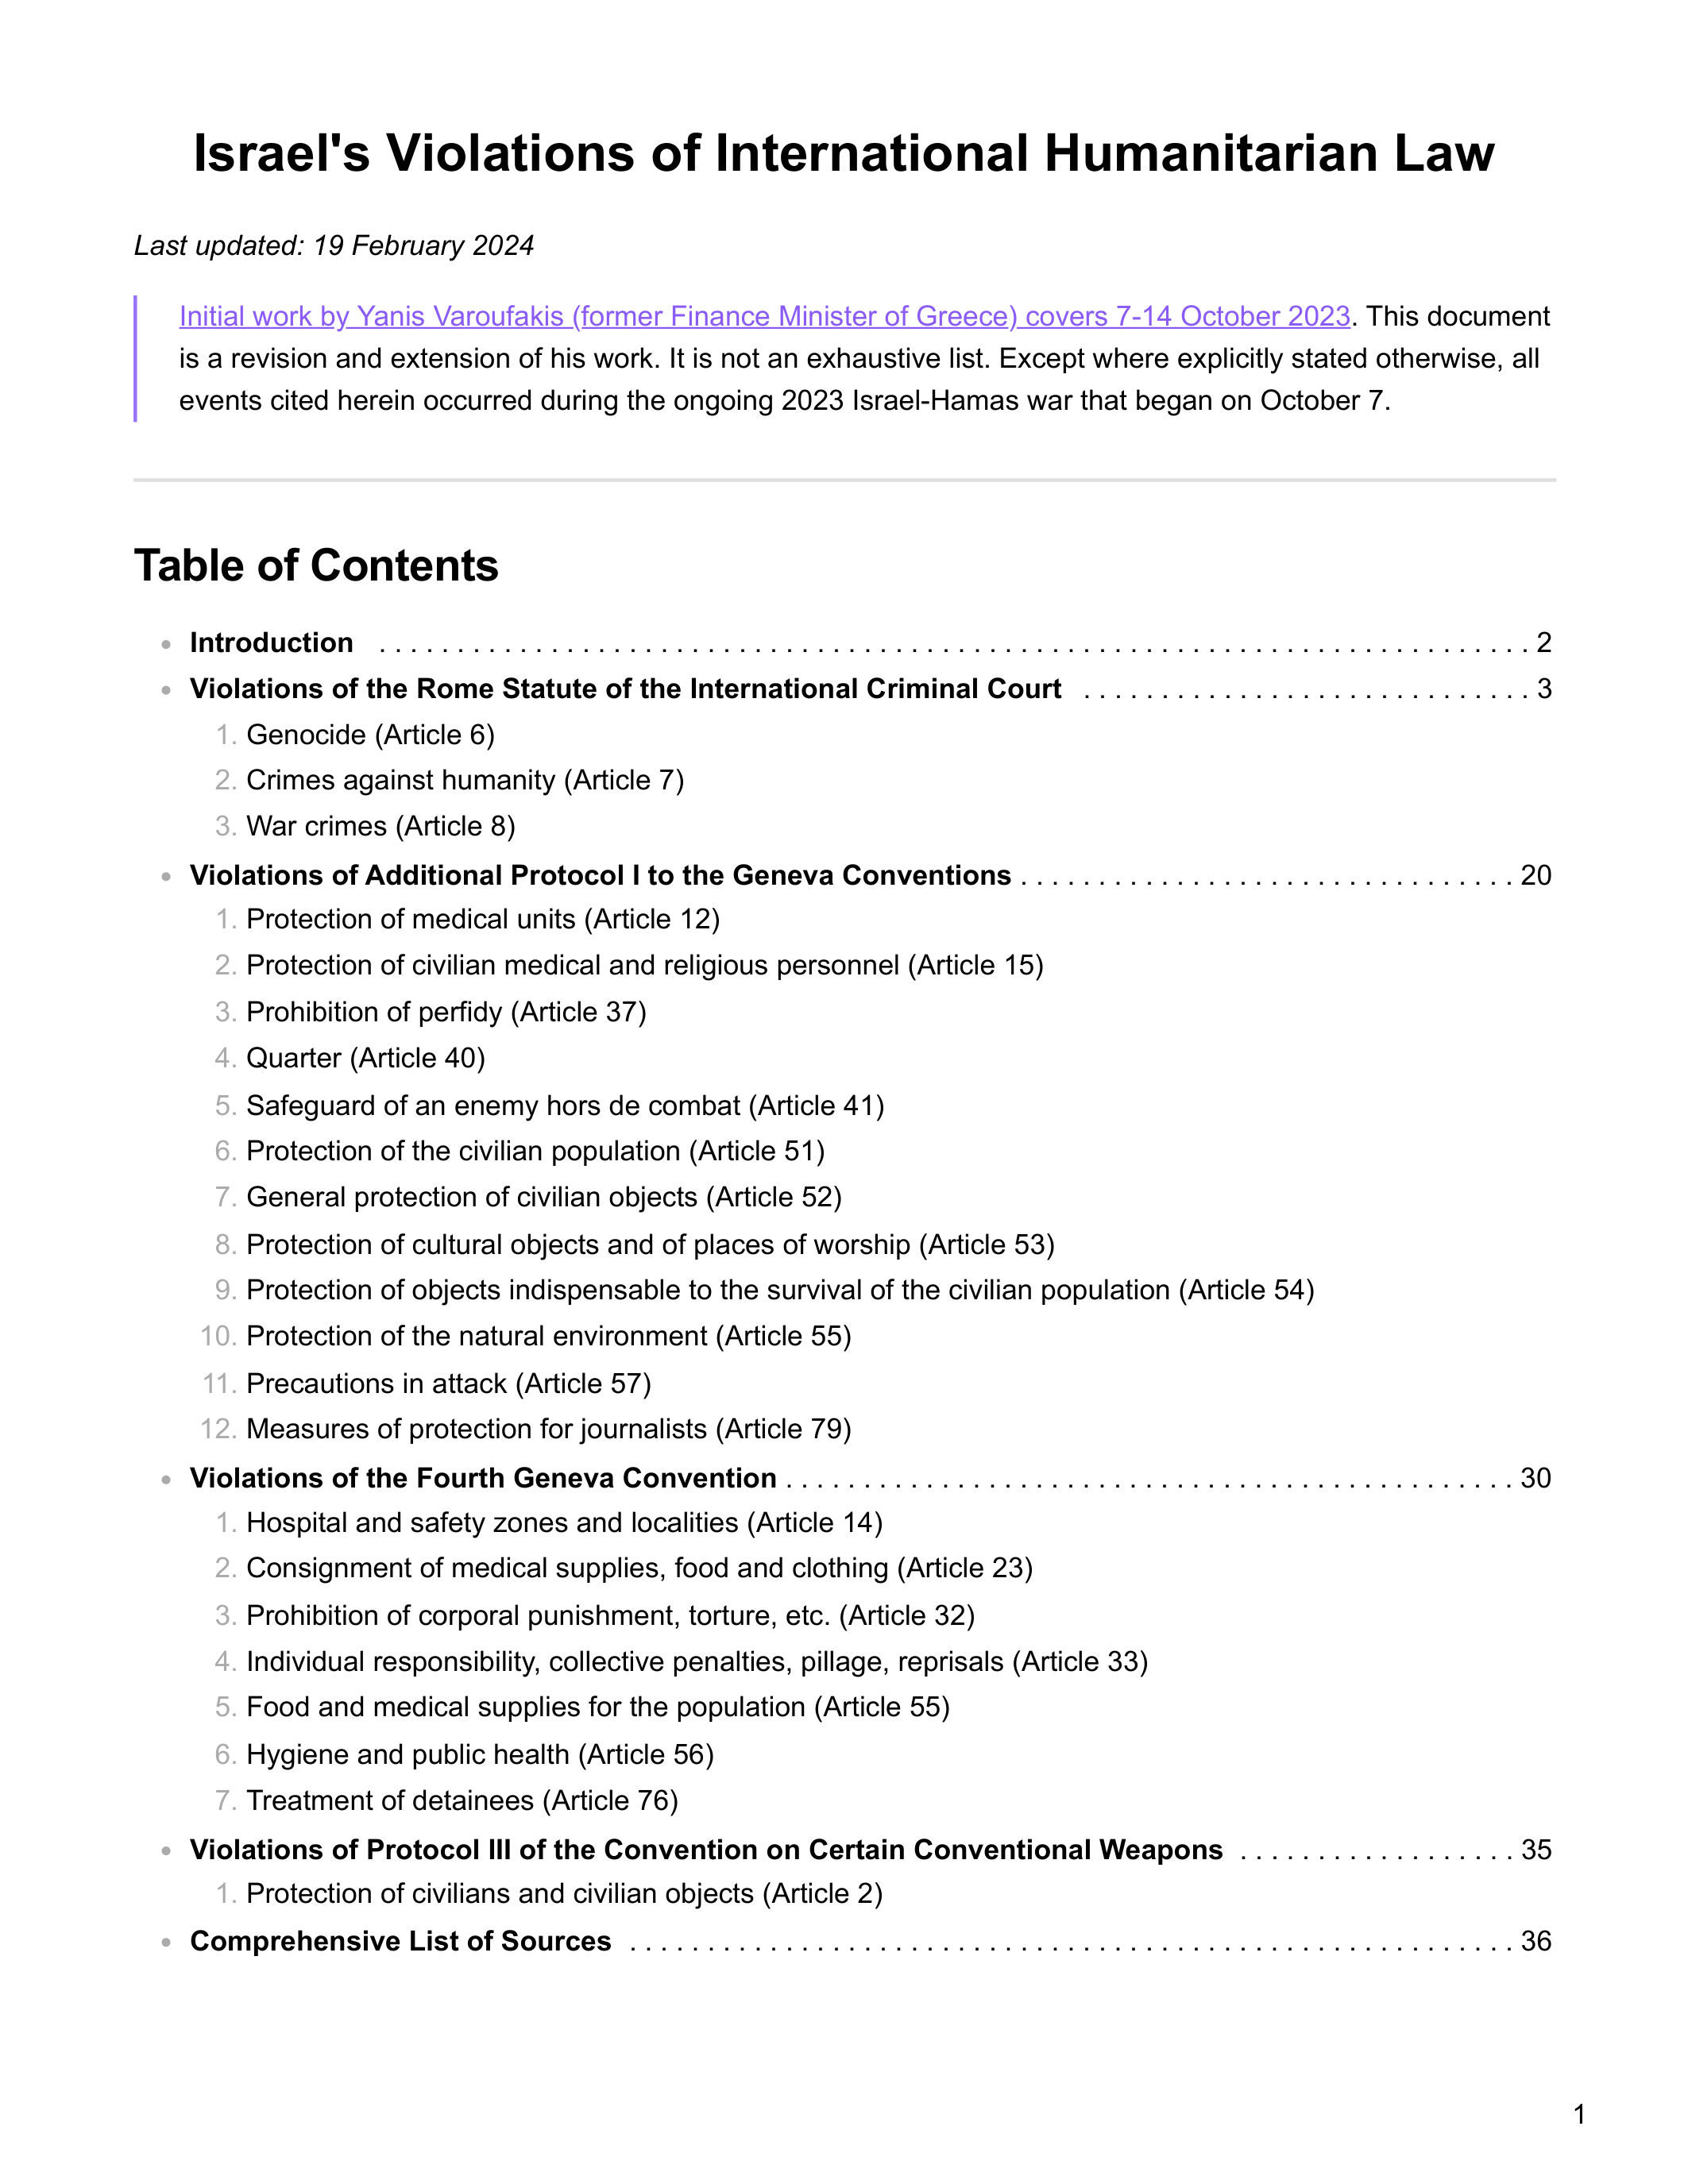 Israel's Violations of International Humanitarian Law
Last updated: 19 February 2024
Initial work by Yanis Varoufakis (former Finance Minister of Greece) covers 7-14 October 2023. This document
is a revision and extension of his work. It is not an exhaustive list. Except where explicitly stated otherwise, all
events cited herein occurred during the ongoing 2023 Israel-Hamas war that began on October 7.
Table of Contents
• Introduction . . . . . . . . . . . . . . . . . . . . . . . . . . . . . . . . . . . . . . . . . . . . . . . . . . . . . . . . . . . . . . . . . . . . . . . . . . 2
• Violations of the Rome Statute of the International Criminal Court . . . . . . . . . . . . . . . . . . . . . . . . . . . . . 3
1. Genocide (Article 6)
2. Crimes against humanity (Article 7)
3. War crimes (Article 8)
• Violations of Additional Protocol I to the Geneva Conventions . . . . . . . . . . . . . . . . . . . . . . . . . . . . . . . . 20
1. Protection of medical units (Article 12)
2. Protection of civilian medical and religious personnel (Article 15)
3. Prohibition of perfidy (Article 37)
4. Quarter (Article 40)
5. Safeguard of an enemy hors de combat (Article 41)
6. Protection of the civilian population (Article 51)
7. General protection of civilian objects (Article 52)
8. Protection of cultural objects and of places of worship (Article 53)
9. Protection of objects indispensable to the survival of the civilian population (Article 54)
10. Protection of the natural environment (Article 55)
11. Precautions in attack (Article 57)
12. Measures of protection for journalists (Article 79)
• Violations of the Fourth Geneva Convention . . . . . . . . . . . . . . . . . . . . . . . . . . . . . . . . . . . . . . . . . . . . . . . 30
1. Hospital and safety zones and localities (Article 14)
2. Consignment of medical supplies, food and clothing (Article 23)
3. Prohibition of corporal punishment, torture, etc. (Article 32)
4. Individual responsibility, collective penalties, pillage, reprisals (Article 33)
5. Food and medical supplies for the population (Article 55)
6. Hygiene and public health (Article 56)
7. Treatment of detainees (Article 76)
• Violations of Protocol III of the Convention on Certain Conventional Weapons . . . . . . . . . . . . . . . . . . 35
1. Protection of civilians and civilian objects (Article 2)
• Comprehensive List of Sources . . . . . . . . . . . . . . . . . . . . . . . . . . . . . . . . . . . . . . . . . . . . . . . . . . . . . . . . . 36
1